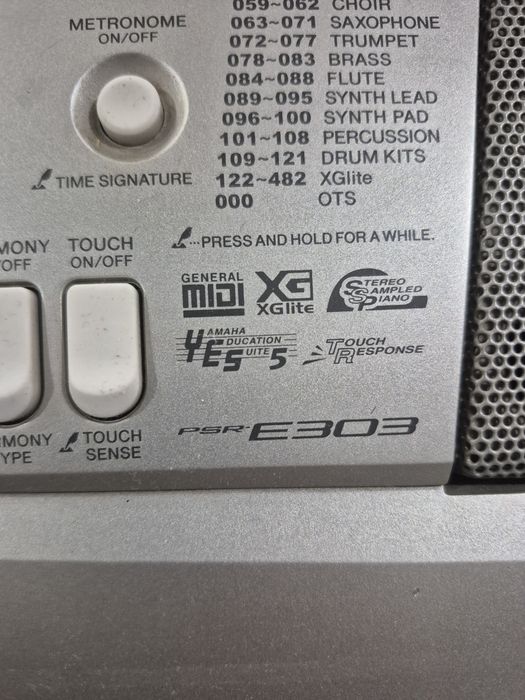 METRONOME
ON/OFF
TIME SIGNATURE
059~062 CHOIR
063~071 SAXOPHONE
072~077 TRUMPET
078~083 BRASS
084~088 FLUTE
089~095 SYNTH LEAD
096~100 SYNTH PAD
101~108 PERCUSSION
109~121 DRUM KITS
122~482 XGlite
000 OTS
...PRESS AND HOLD FOR A WHILE.
MONY
/OFF
TOUCH
ON/OFF
GENERAL
MIDI
XG
XGlite
STEREO
SAMPLED
PIANO
YAMAHA
EDUCATION
SUITE 5
TOUCH
RESPONSE
RMONY
YPE
TOUCH
SENSE
PSR-E303